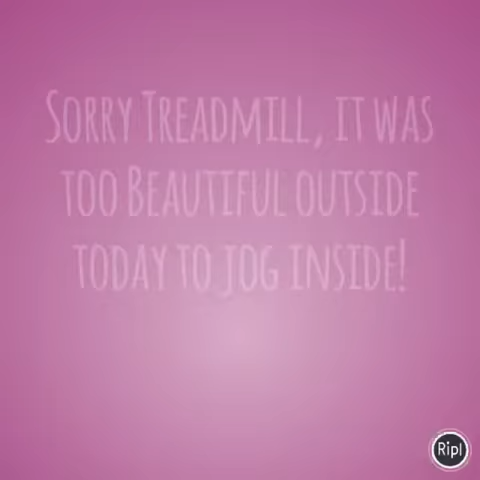 Sorry Treadmill, it was
too Beautiful outside
today to jog inside!
Ripl